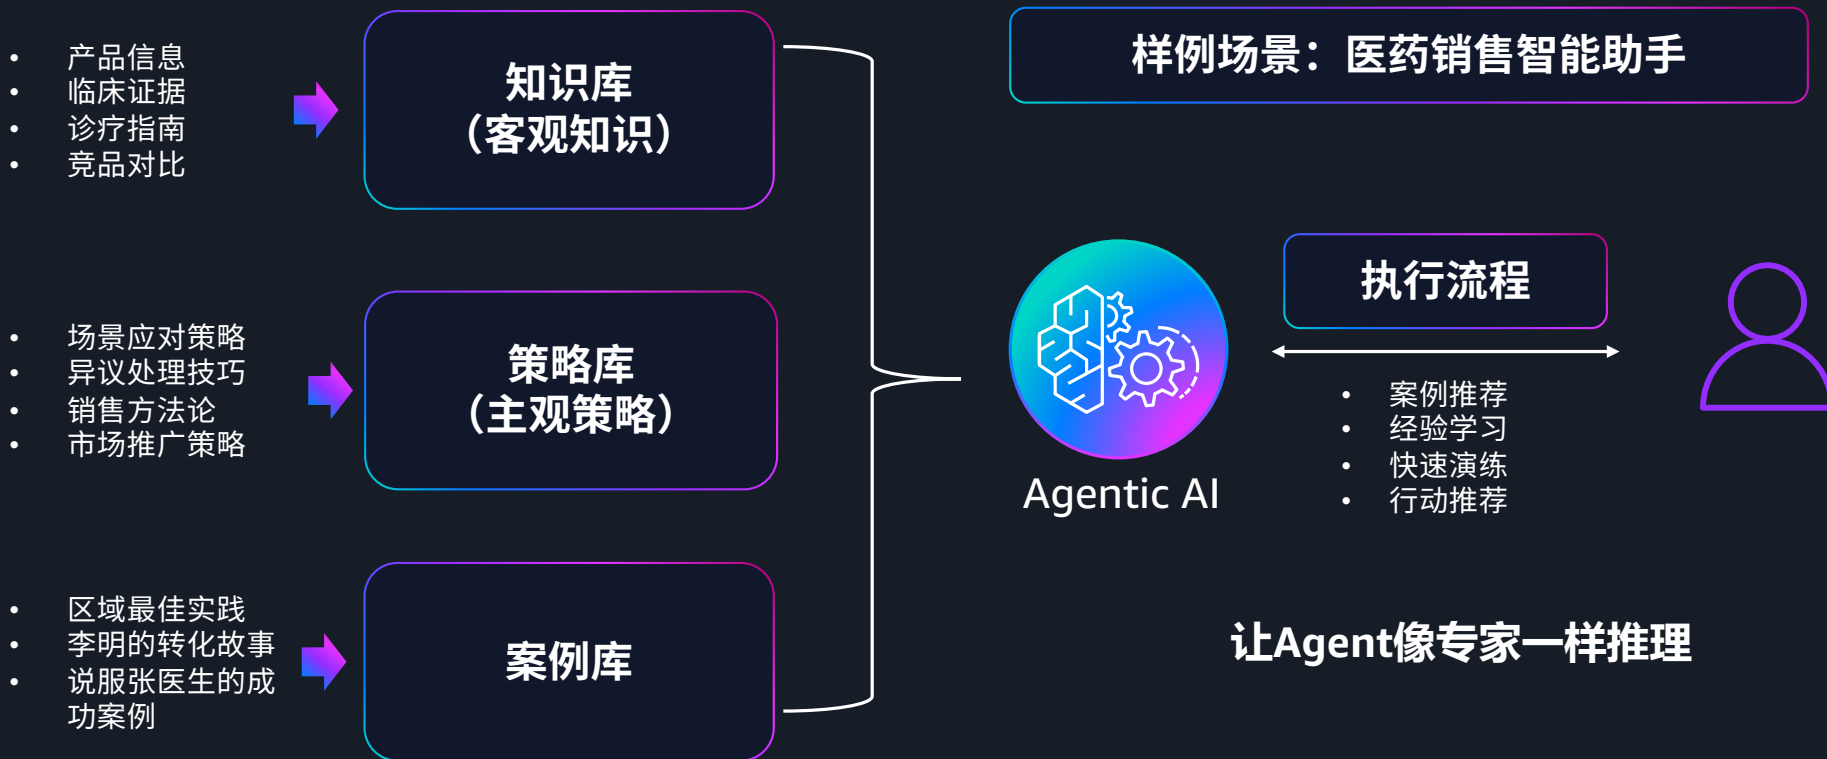 • 产品信息
• 临床证据
• 诊疗指南
• 竞品对比
知识库
（客观知识）
• 场景应对策略
• 异议处理技巧
• 销售方法论
• 市场推广策略
策略库
（主观策略）
• 区域最佳实践
• 李明的转化故事
• 说服张医生的成
功案例
案例库
样例场景：医药销售智能助手
Agentic AI
执行流程
• 案例推荐
• 经验学习
• 快速演练
• 行动推荐
让Agent像专家一样推理